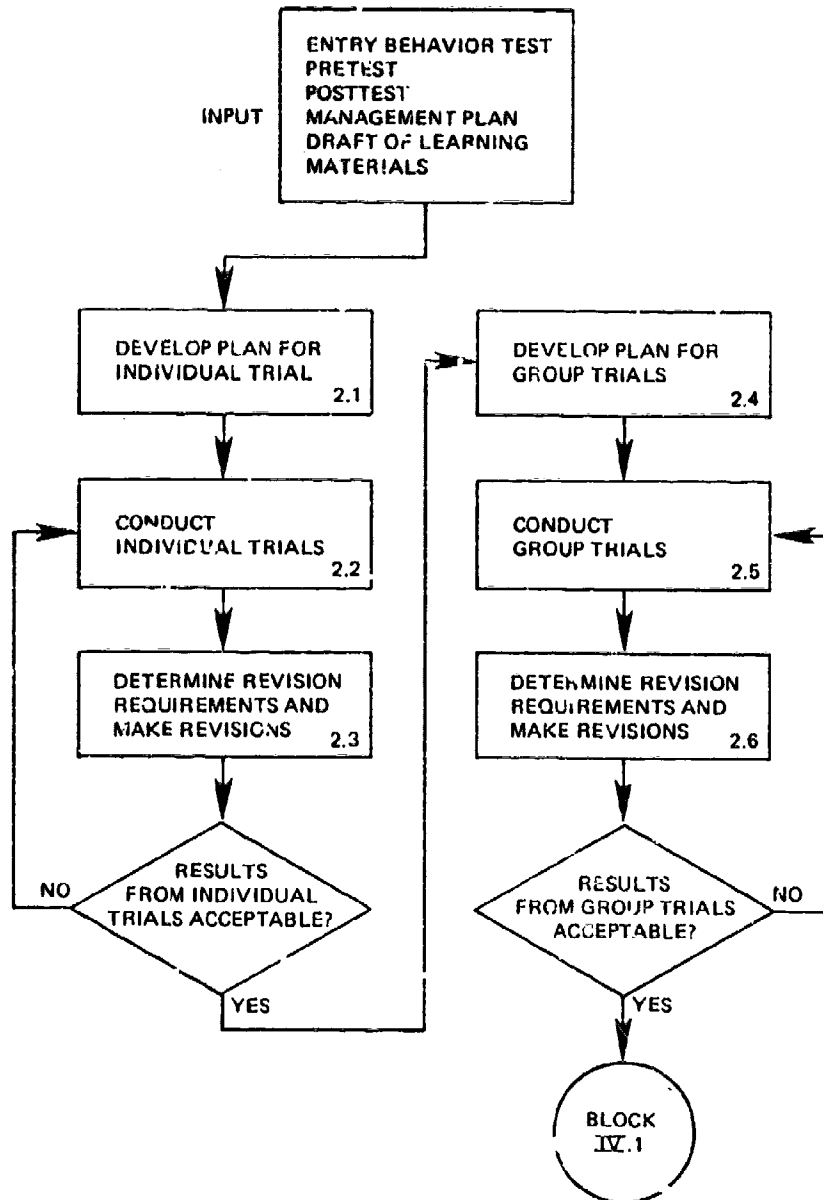 INPUT
ENTRY BEHAVIOR TEST
PRETEST
POSTTEST
MANAGEMENT PLAN
DRAFT OF LEARNING
MATERIALS
DEVELOP PLAN FOR
INDIVIDUAL TRIAL
2.1
CONDUCT
INDIVIDUAL TRIALS
2.2
DETERMINE REVISION
REQUIREMENTS AND
MAKE REVISIONS
2.3
RESULTS
FROM INDIVIDUAL
TRIALS ACCEPTABLE?
NO
YES
DEVELOP PLAN FOR
GROUP TRIALS
2.4
CONDUCT
GROUP TRIALS
2.5
DETERMINE REVISION
REQUIREMENTS AND
MAKE REVISIONS
2.6
RESULTS
FROM GROUP TRIALS
ACCEPTABLE?
NO
YES
BLOCK
IV.1